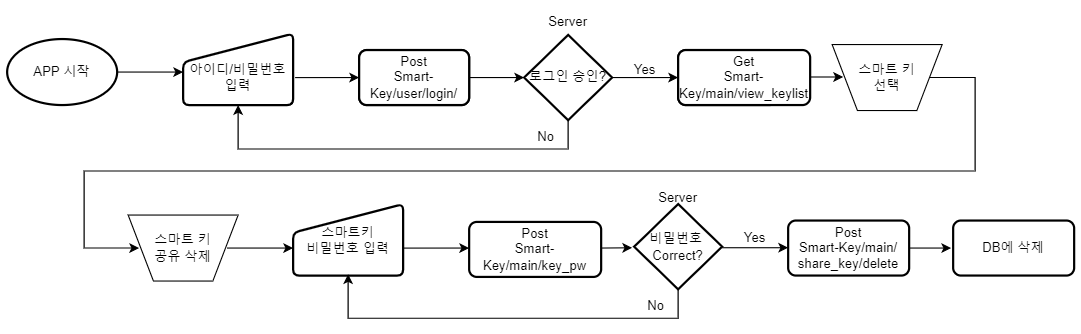 APP 시작
아이디/비밀번호
입력
Post
Smart-
Key/user/login/
Server
로그인 승인?
Yes
No
Get
Smart-
Key/main/view_keylist
스마트 키
선택
스마트 키
공유 삭제
스마트키
비밀번호 입력
Post
Smart-
Key/main/key_pw
Server
비밀번호
Correct?
Yes
No
Post
Smart-Key/main/
share_key/delete
DB에 삭제